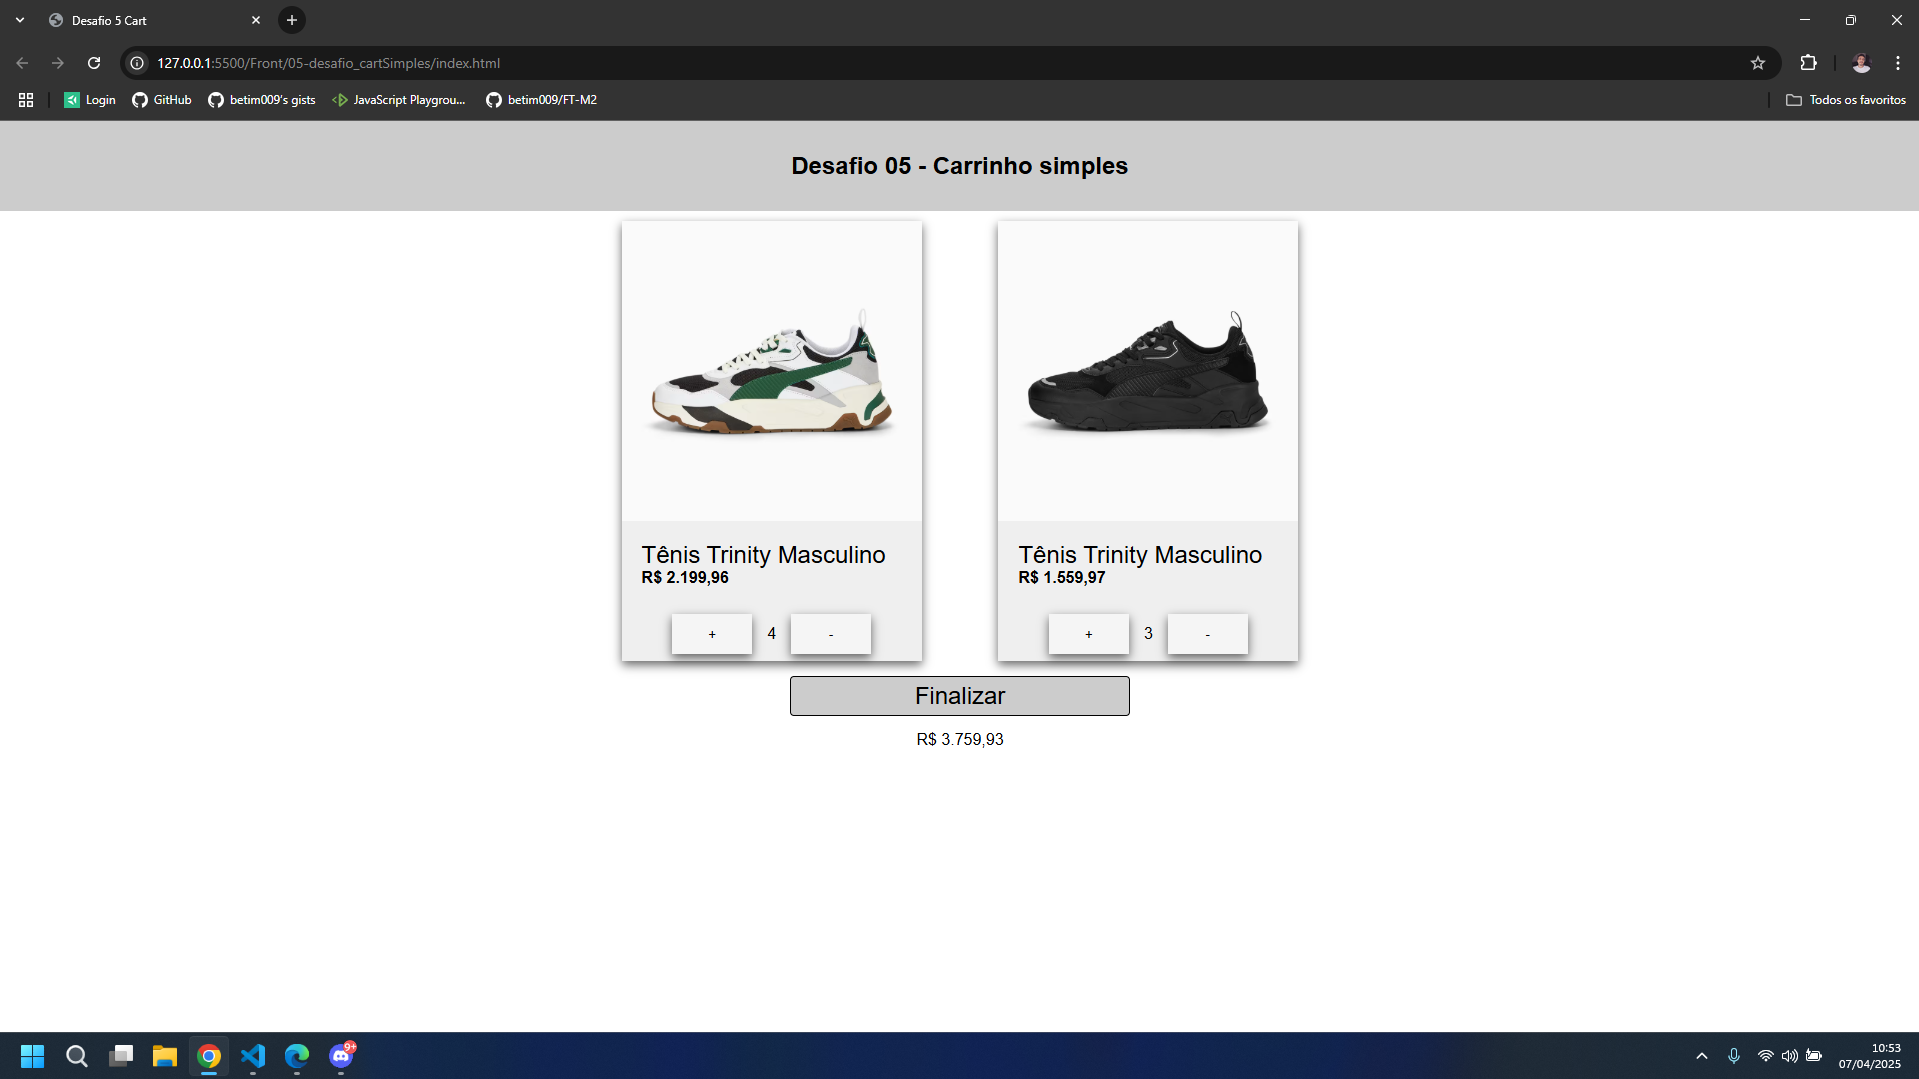 Desafio 5 Cart
127.0.0.1:5500/Front/05-desafio_cartSimples/index.html
Login
GitHub
betim009's gists
JavaScript Playgrou...
betim009/FT-M2
Todos os favoritos
Desafio 05 - Carrinho simples
Tênis Trinity Masculino
R$ 2.199,96
+ 4 -
Tênis Trinity Masculino
R$ 1.559,97
+ 3 -
Finalizar
R$ 3.759,93
9+
10:53
07/04/2025